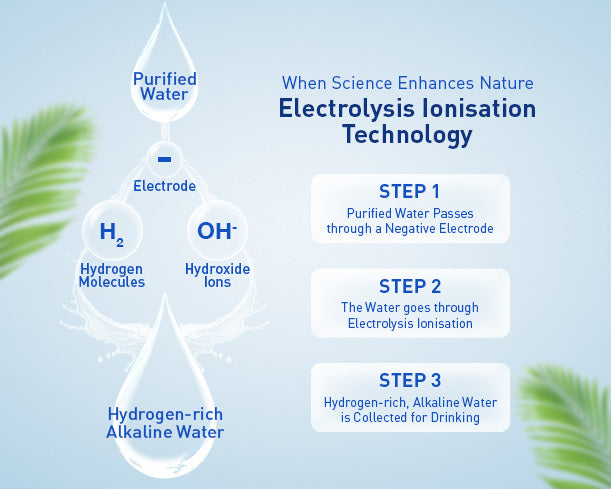 Purified
Water
−
Electrode
H₂
OH⁻
Hydrogen
Molecules
Hydroxide
Ions
Hydrogen-rich
Alkaline Water
When Science Enhances Nature
Electrolysis Ionisation
Technology
STEP 1
Purified Water Passes
through a Negative Electrode
STEP 2
The Water goes through
Electrolysis Ionisation
STEP 3
Hydrogen-rich, Alkaline Water
is Collected for Drinking